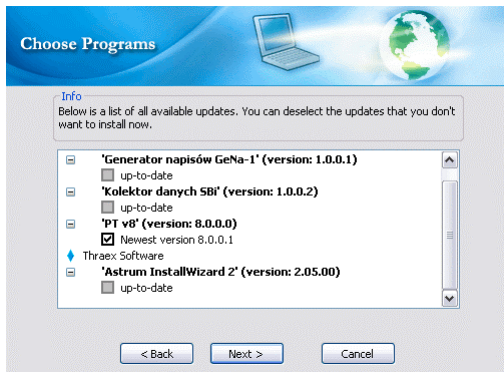 Choose Programs
Info
Below is a list of all available updates. You can deselect the updates that you don't
want to install now.
'Generator napisów GeNa-1' (version: 1.0.0.1)
up-to-date
'Kolektor danych SBi' (version: 1.0.0.2)
up-to-date
'PT v8' (version: 8.0.0.0)
Newest version 8.0.0.1
Thraex Software
'Astrum InstallWizard 2' (version: 2.05.00)
up-to-date
< Back Next > Cancel